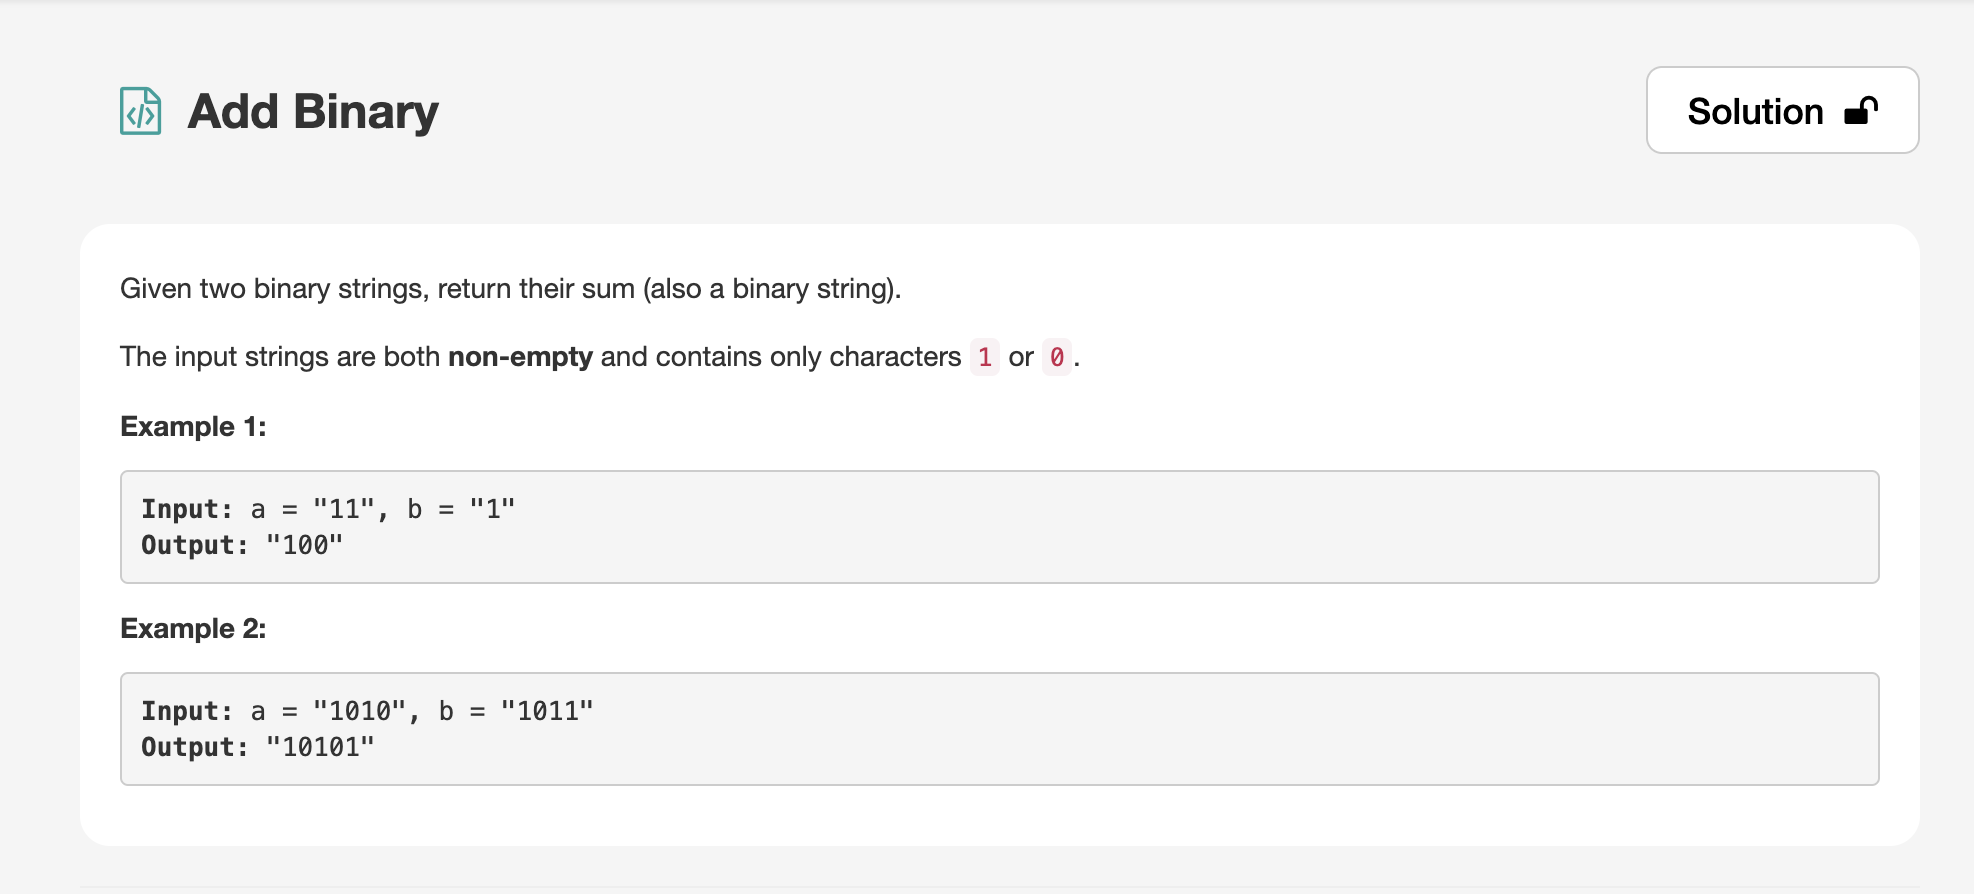 Add Binary
Solution
Given two binary strings, return their sum (also a binary string).
The input strings are both non-empty and contains only characters 1 or 0.
Example 1:
Input: a = "11", b = "1"
Output: "100"
Example 2:
Input: a = "1010", b = "1011"
Output: "10101"